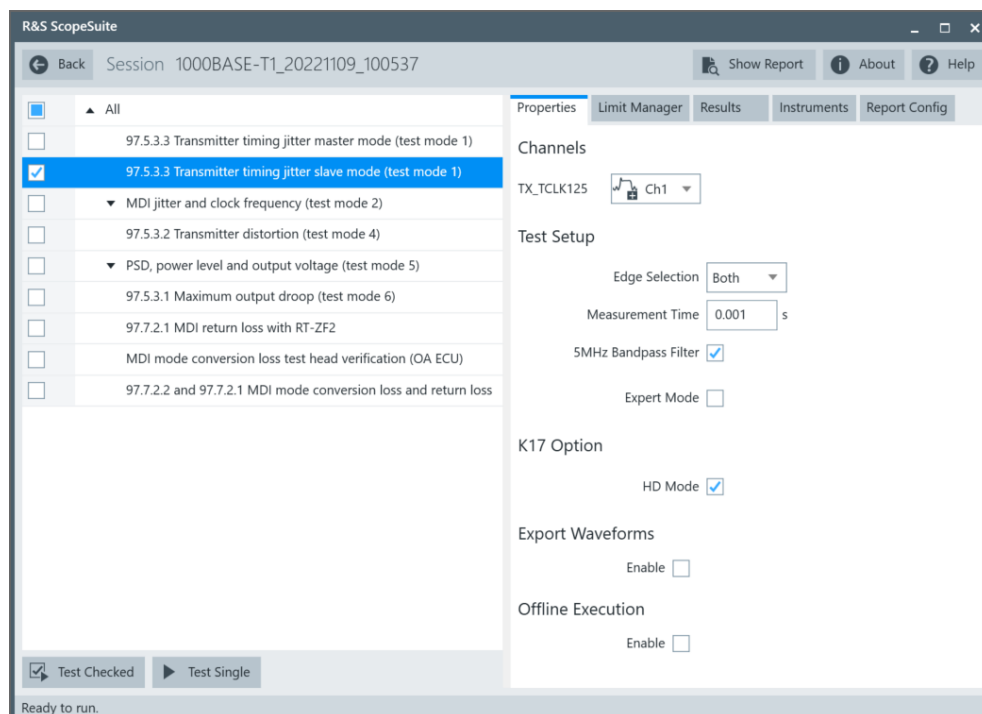 R&S ScopeSuite
Back Session 1000BASE-T1_20221109_100537 Show Report About Help
All
97.5.3.3 Transmitter timing jitter master mode (test mode 1)
97.5.3.3 Transmitter timing jitter slave mode (test mode 1)
MDI jitter and clock frequency (test mode 2)
97.5.3.2 Transmitter distortion (test mode 4)
PSD, power level and output voltage (test mode 5)
97.5.3.1 Maximum output droop (test mode 6)
97.7.2.1 MDI return loss with RT-ZF2
MDI mode conversion loss test head verification (OA ECU)
97.7.2.2 and 97.7.2.1 MDI mode conversion loss and return loss
Properties Limit Manager Results Instruments Report Config
Channels
TX_TCLK125 Ch1
Test Setup
Edge Selection Both
Measurement Time 0.001 s
5MHz Bandpass Filter
Expert Mode
K17 Option
HD Mode
Export Waveforms
Enable
Offline Execution
Enable
Test Checked Test Single
Ready to run.